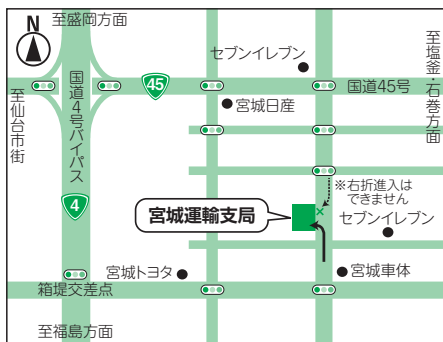 至盛岡方面
N
セブンイレブン
至塩釜・石巻方面
45
国道45号
至仙台市街
国道4号バイパス
宮城日産
4
※右折進入は
できません
宮城運輸支局
セブンイレブン
宮城トヨタ
宮城車体
箱堤交差点
至福島方面